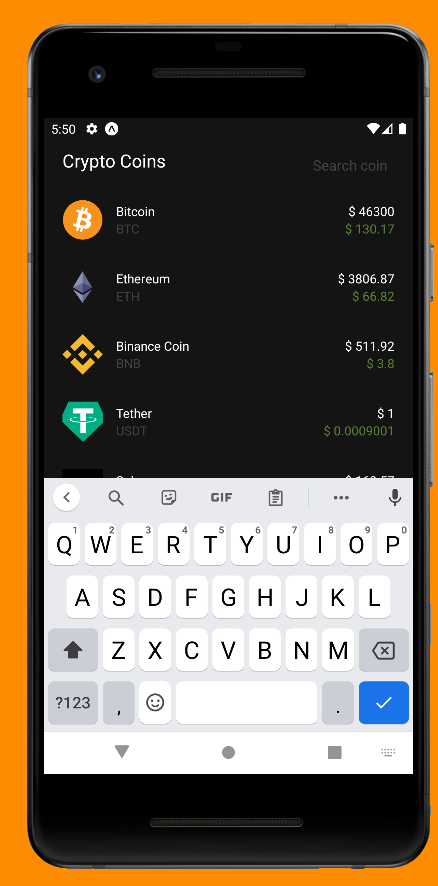 5:50
Crypto Coins
Search coin
Bitcoin $ 46300
BTC $ 130.17
Ethereum $ 3806.87
ETH $ 66.82
Binance Coin $ 511.92
BNB $ 3.8
Tether $ 1
USDT $ 0.0009001
GIF
1 2 3 4 5 6 7 8 9 0
Q W E R T Y U I O P
A S D F G H J K L
Z X C V B N M
?123 , .